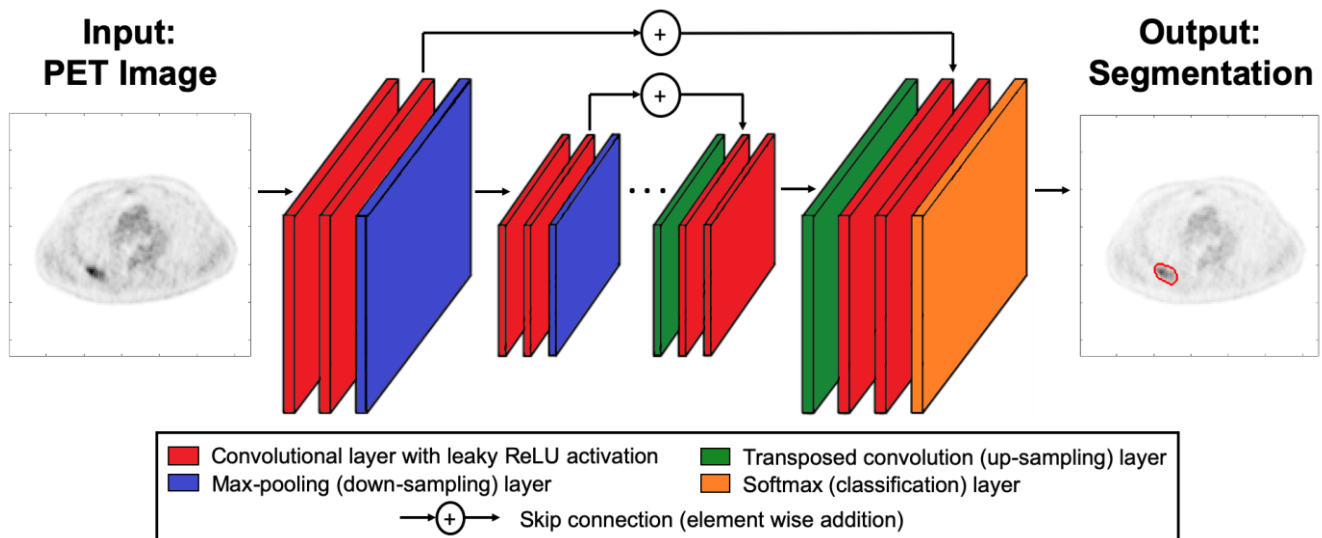 Input:
PET Image
Output:
Segmentation
+
+
. . .
Convolutional layer with leaky ReLU activation
Transposed convolution (up-sampling) layer
Max-pooling (down-sampling) layer
Softmax (classification) layer
+
Skip connection (element wise addition)